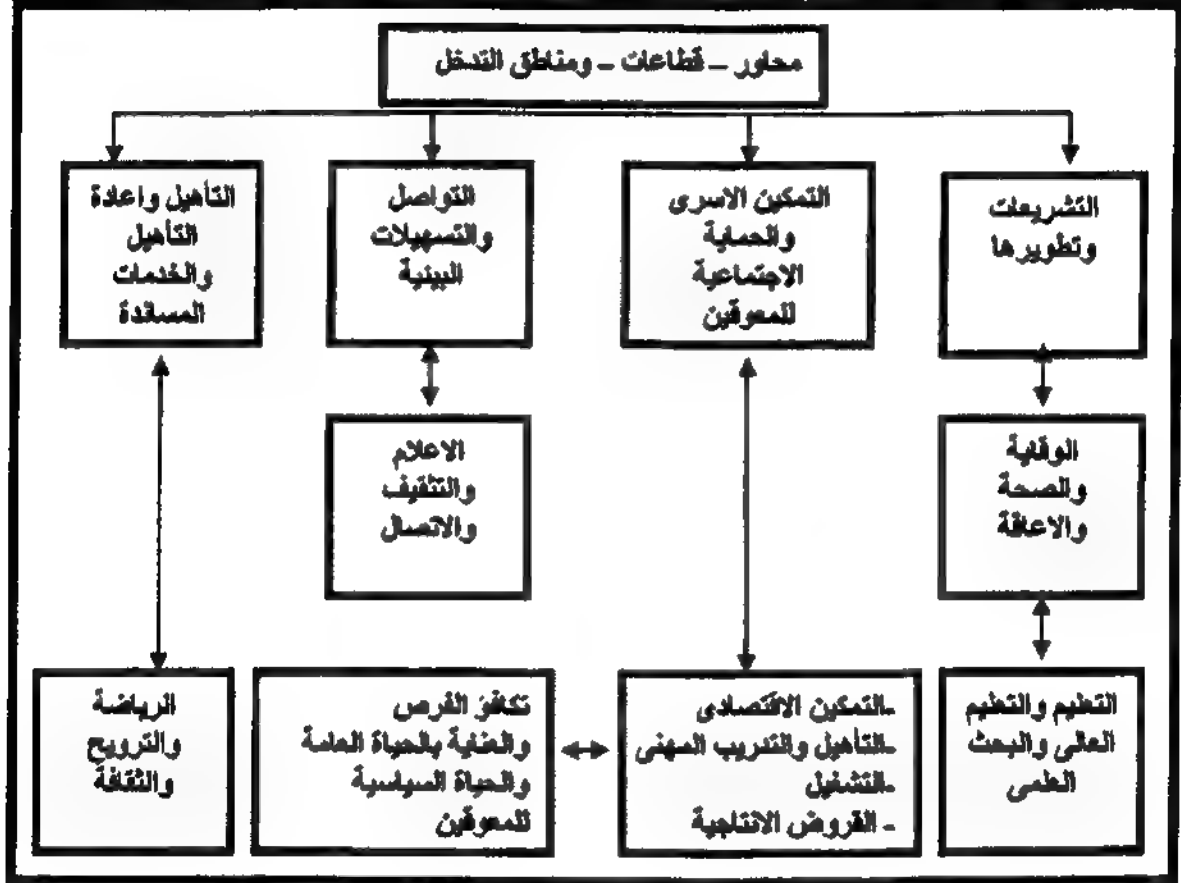 محاور – قطاعات – ومناطق التدخل
التشريعات
وتطويرها
التمكين الاسرى
والحماية
الاجتماعية
للمعوقين
التواصل
والتسهيلات
البينية
التأهيل واعادة
التأهيل
والخدمات
المساندة
الوقاية
والصحة
والاعاقة
الاعلام
والتثقيف
والاتصال
التعليم والتعليم
العالى والبحث
العلمى
-التمكين الاقتصادى
-التأهيل والتدريب المهنى
-التشغيل
- القروض الانتاجية
تكافؤ الفرص
والعناية بالحياة العامة
والحياة السياسية
للمعوقين
الرياضة
والترويح
والثقافة